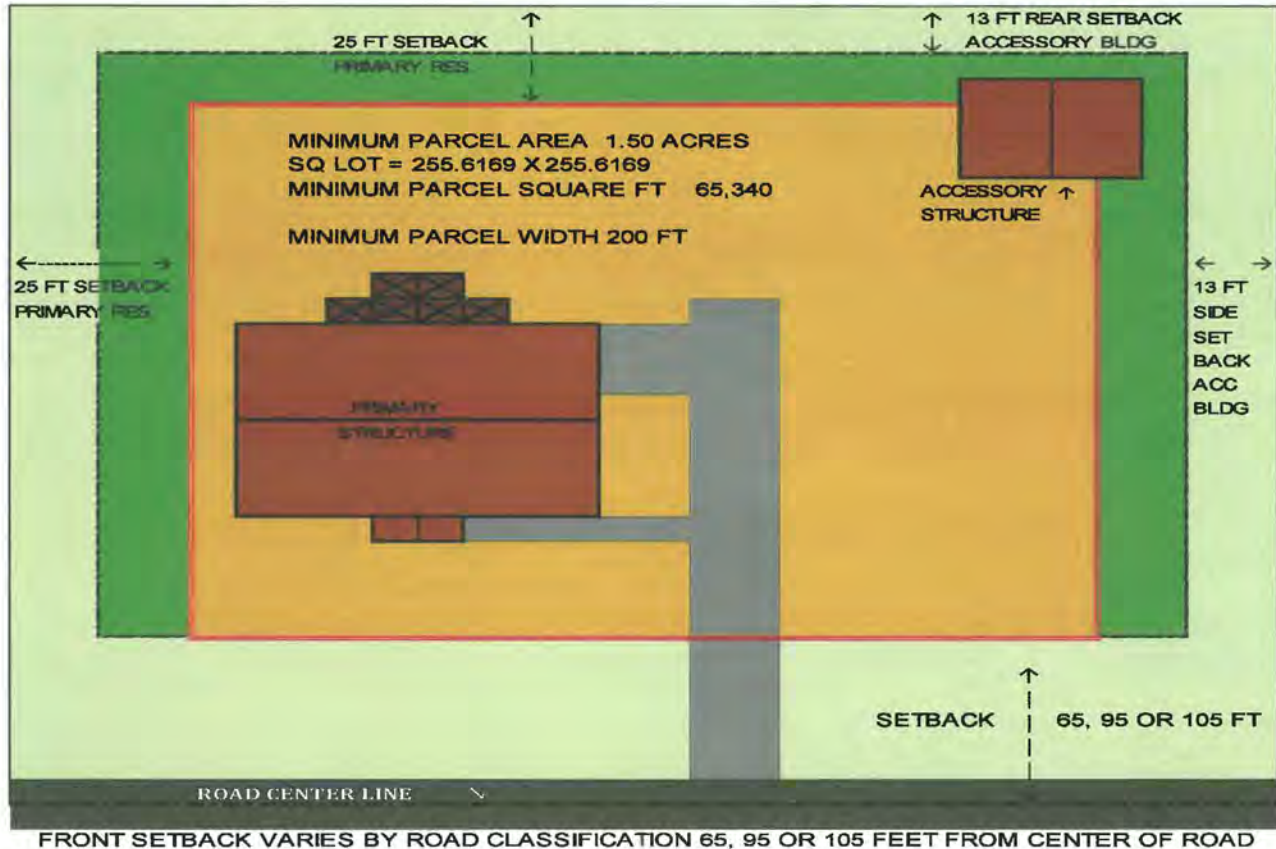 25 FT SETBACK
PRIMARY RES.
13 FT REAR SETBACK
ACCESSORY BLDG
MINIMUM PARCEL AREA 1.50 ACRES
SQ LOT = 255.6169 X 255.6169
MINIMUM PARCEL SQUARE FT 65,340
MINIMUM PARCEL WIDTH 200 FT
ACCESSORY
STRUCTURE
25 FT SETBACK
PRIMARY RES.
13 FT
SIDE
SET
BACK
ACC
BLDG
PRIMARY
STRUCTURE
SETBACK 65, 95 OR 105 FT
ROAD CENTER LINE
FRONT SETBACK VARIES BY ROAD CLASSIFICATION 65, 95 OR 105 FEET FROM CENTER OF ROAD